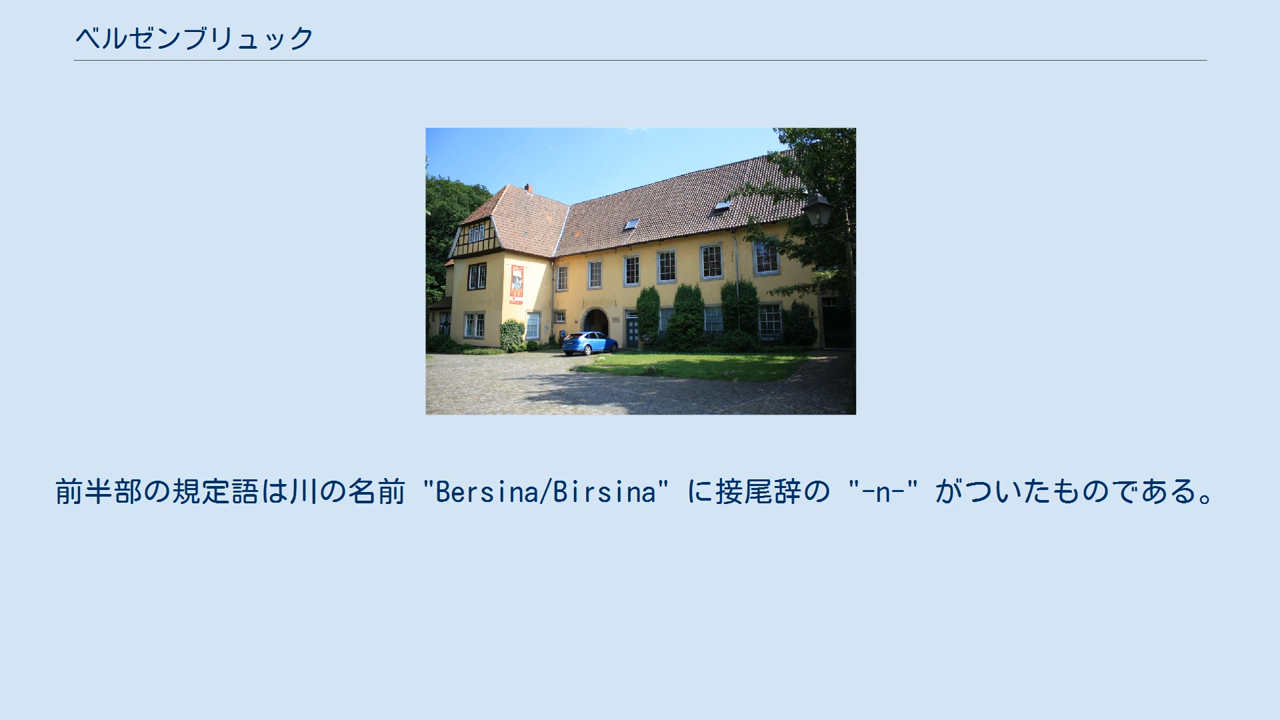 ベルゼンブリュック
前半部の規定語は川の名前 "Bersina/Birsina" に接尾辞の "-n-" がついたものである。